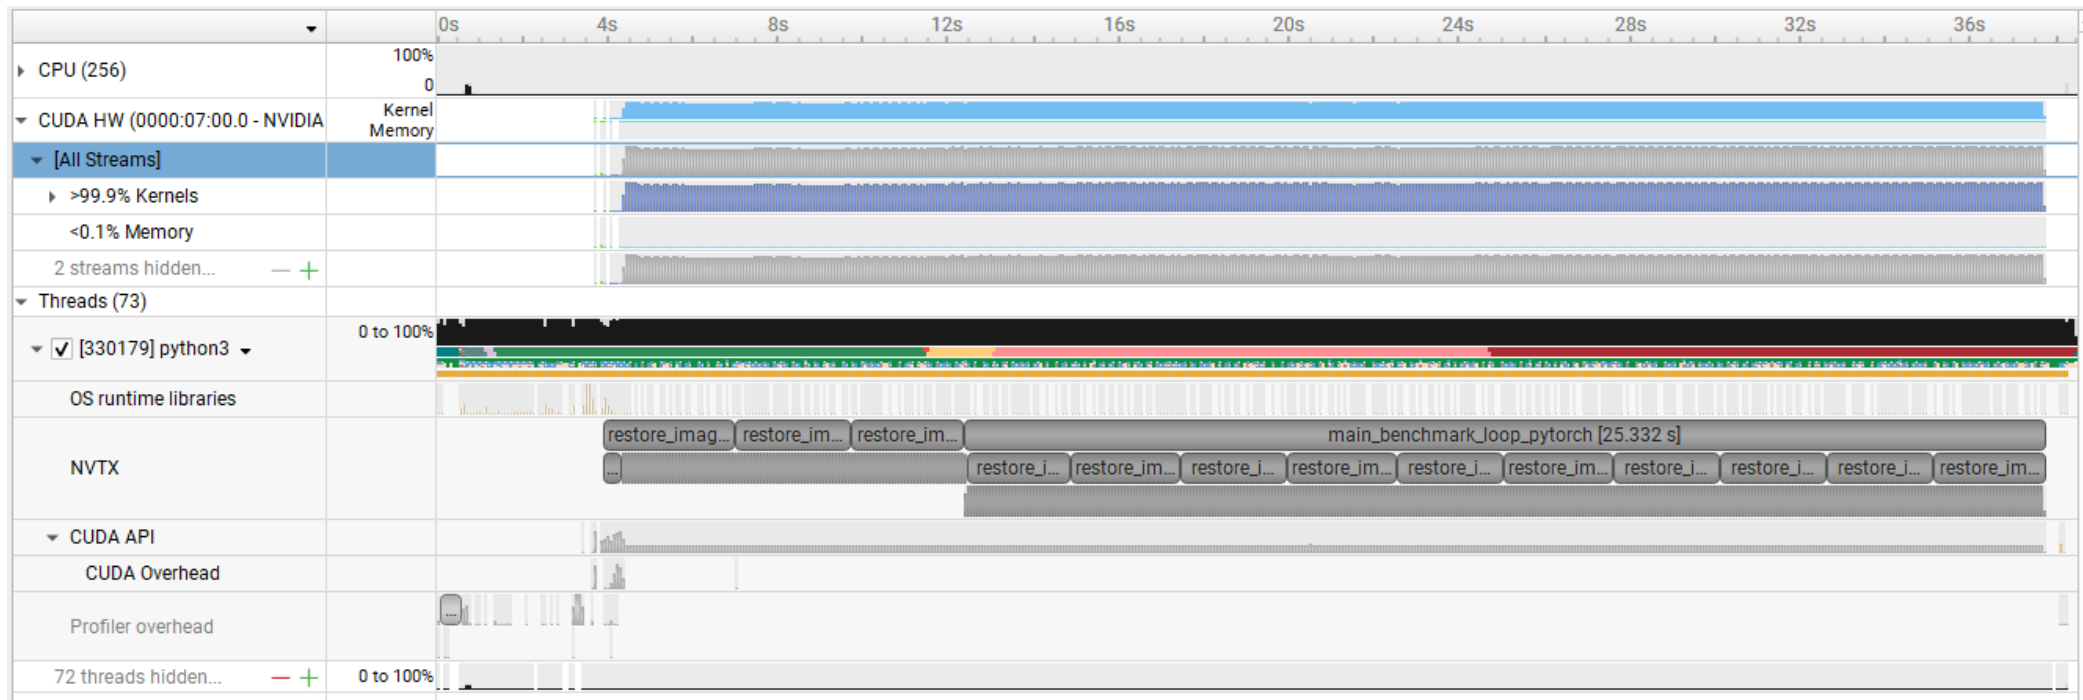 0s 4s 8s 12s 16s 20s 24s 28s 32s 36s
100%
CPU (256)
0
Kernel
CUDA HW (0000:07:00.0 - NVIDIA
Memory
[All Streams]
>99.9% Kernels
<0.1% Memory
2 streams hidden... — +
Threads (73)
0 to 100%
[330179] python3
OS runtime libraries
restore_imag... restore_im... restore_im... main_benchmark_loop_pytorch [25.332 s]
NVTX
... restore_i... restore_im... restore_i... restore_im... restore_i... restore_im... restore_i... restore_i... restore_i... restore_im...
CUDA API
CUDA Overhead
...
Profiler overhead
72 threads hidden... — + 0 to 100%